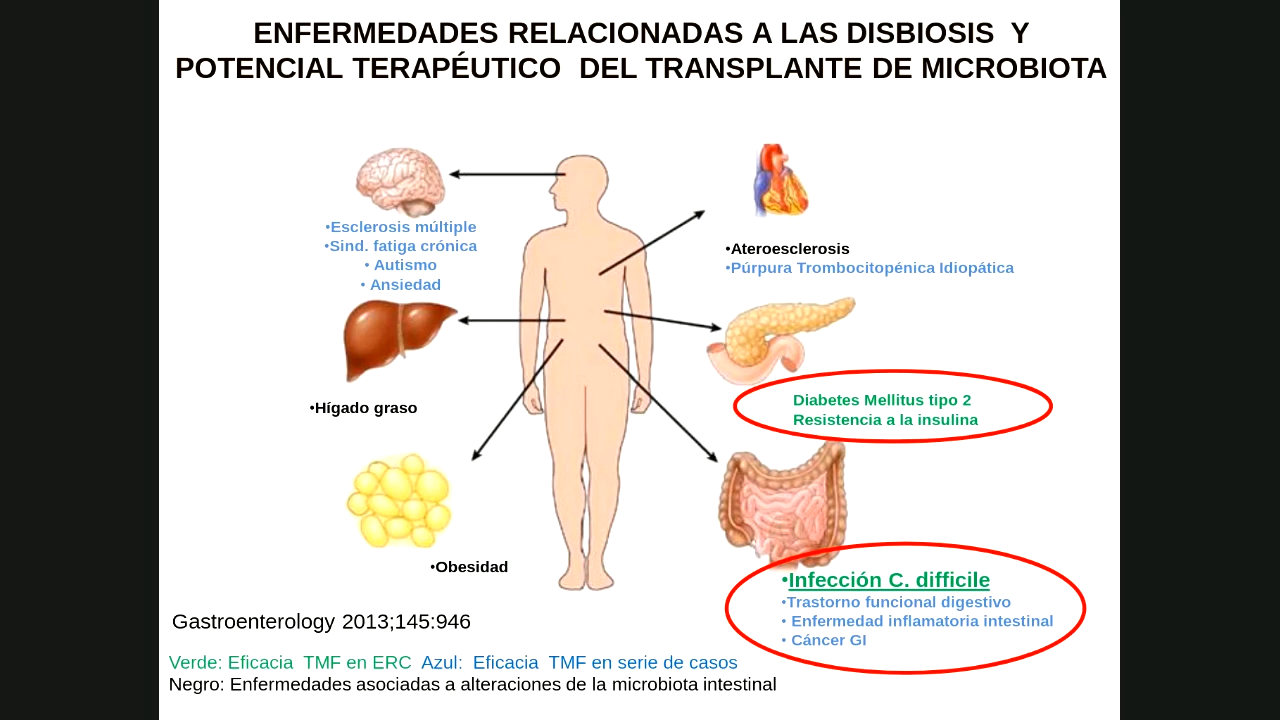 ENFERMEDADES RELACIONADAS A LAS DISBIOSIS Y
POTENCIAL TERAPÉUTICO DEL TRANSPLANTE DE MICROBIOTA
•Esclerosis múltiple
•Sind. fatiga crónica
• Autismo
• Ansiedad
•Ateroesclerosis
•Púrpura Trombocitopénica Idiopática
•Hígado graso
Diabetes Mellitus tipo 2
Resistencia a la insulina
•Obesidad
•Infección C. difficile
•Trastorno funcional digestivo
• Enfermedad inflamatoria intestinal
• Cáncer GI
Gastroenterology 2013;145:946
Verde: Eficacia TMF en ERC Azul: Eficacia TMF en serie de casos
Negro: Enfermedades asociadas a alteraciones de la microbiota intestinal